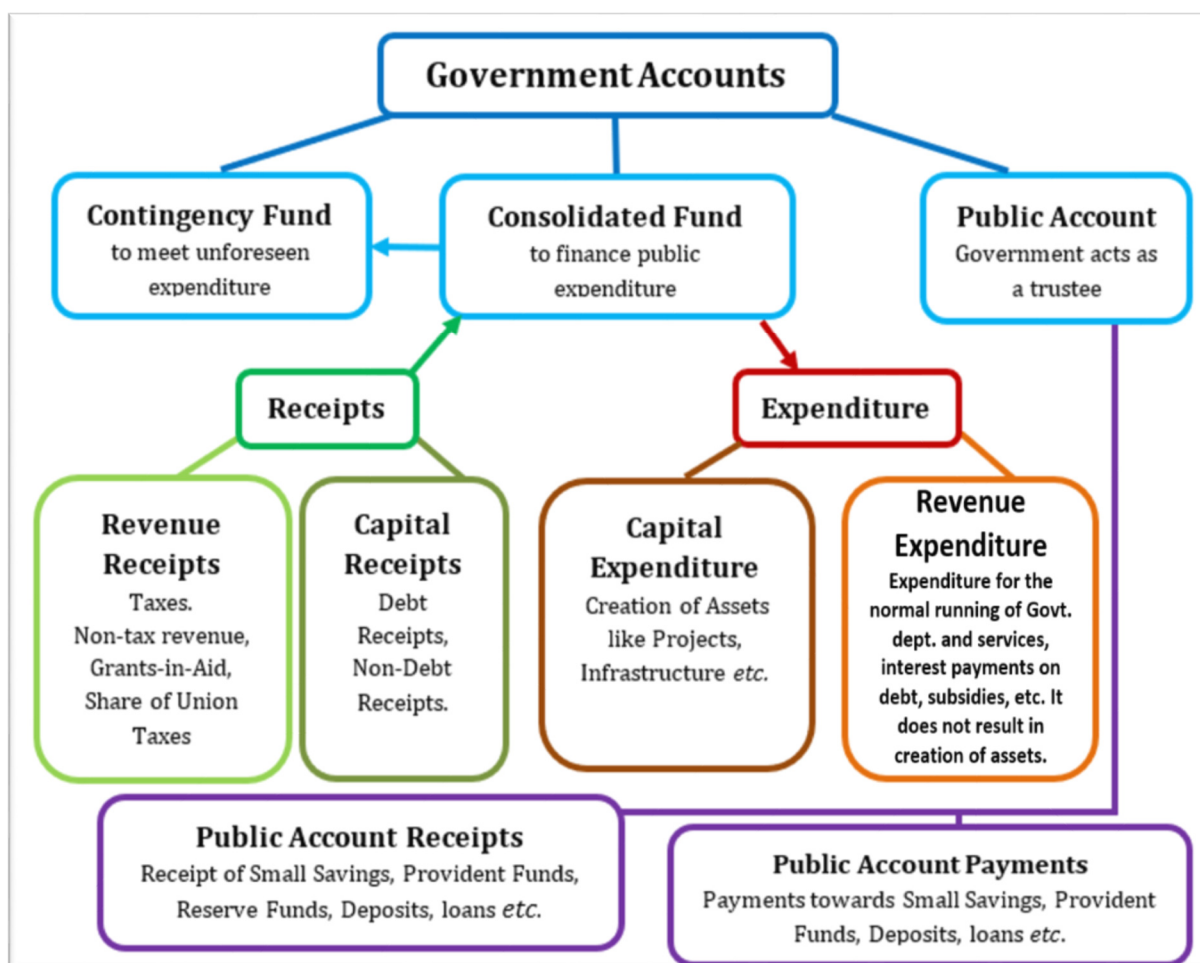 Government Accounts
Contingency Fund
to meet unforeseen
expenditure
Consolidated Fund
to finance public
expenditure
Public Account
Government acts as
a trustee
Receipts
Expenditure
Revenue
Receipts
Taxes.
Non-tax revenue,
Grants-in-Aid,
Share of Union
Taxes
Capital
Receipts
Debt
Receipts,
Non-Debt
Receipts.
Capital
Expenditure
Creation of Assets
like Projects,
Infrastructure etc.
Revenue
Expenditure
Expenditure for the
normal running of Govt.
dept. and services,
interest payments on
debt, subsidies, etc. It
does not result in
creation of assets.
Public Account Receipts
Receipt of Small Savings, Provident Funds,
Reserve Funds, Deposits, loans etc.
Public Account Payments
Payments towards Small Savings, Provident
Funds, Deposits, loans etc.